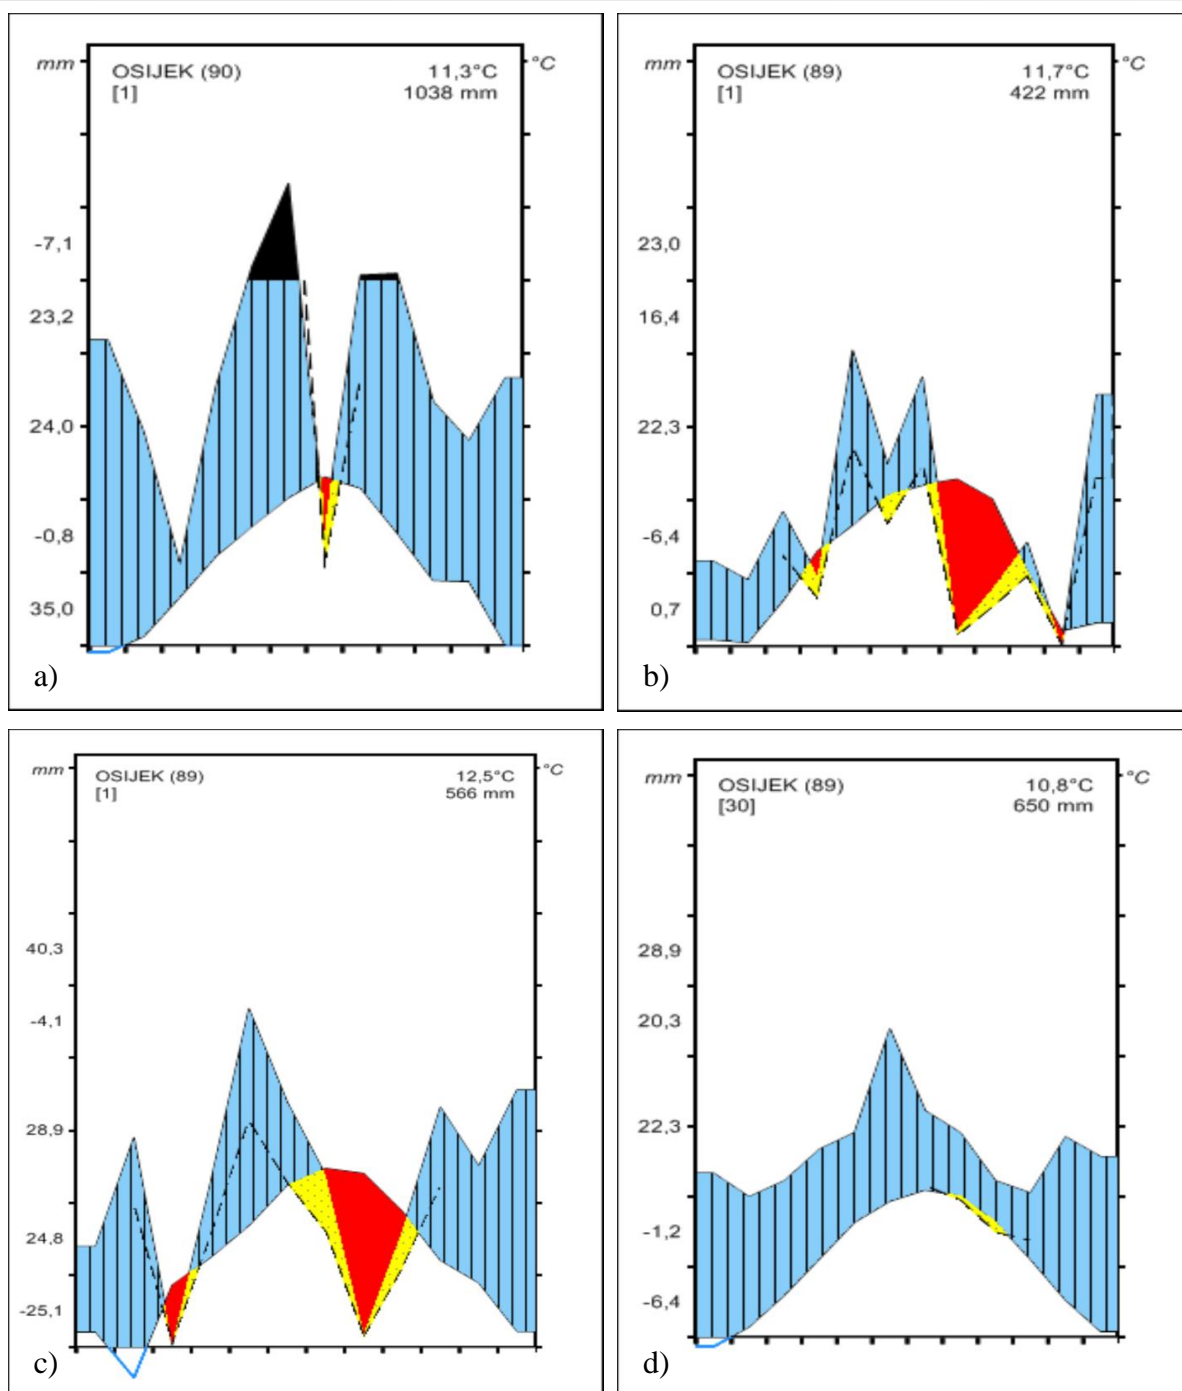 mm °C
OSIJEK (90) 11,3°C
[1] 1038 mm
-7,1
23,2
24,0
-0,8
35,0
a)
mm °C
OSIJEK (89) 11,7°C
[1] 422 mm
23,0
16,4
22,3
-6,4
0,7
b)
mm °C
OSIJEK (89) 12,5°C
[1] 566 mm
40,3
-4,1
28,9
24,8
-25,1
c)
mm °C
OSIJEK (89) 10,8°C
[30] 650 mm
28,9
20,3
22,3
-1,2
-6,4
d)